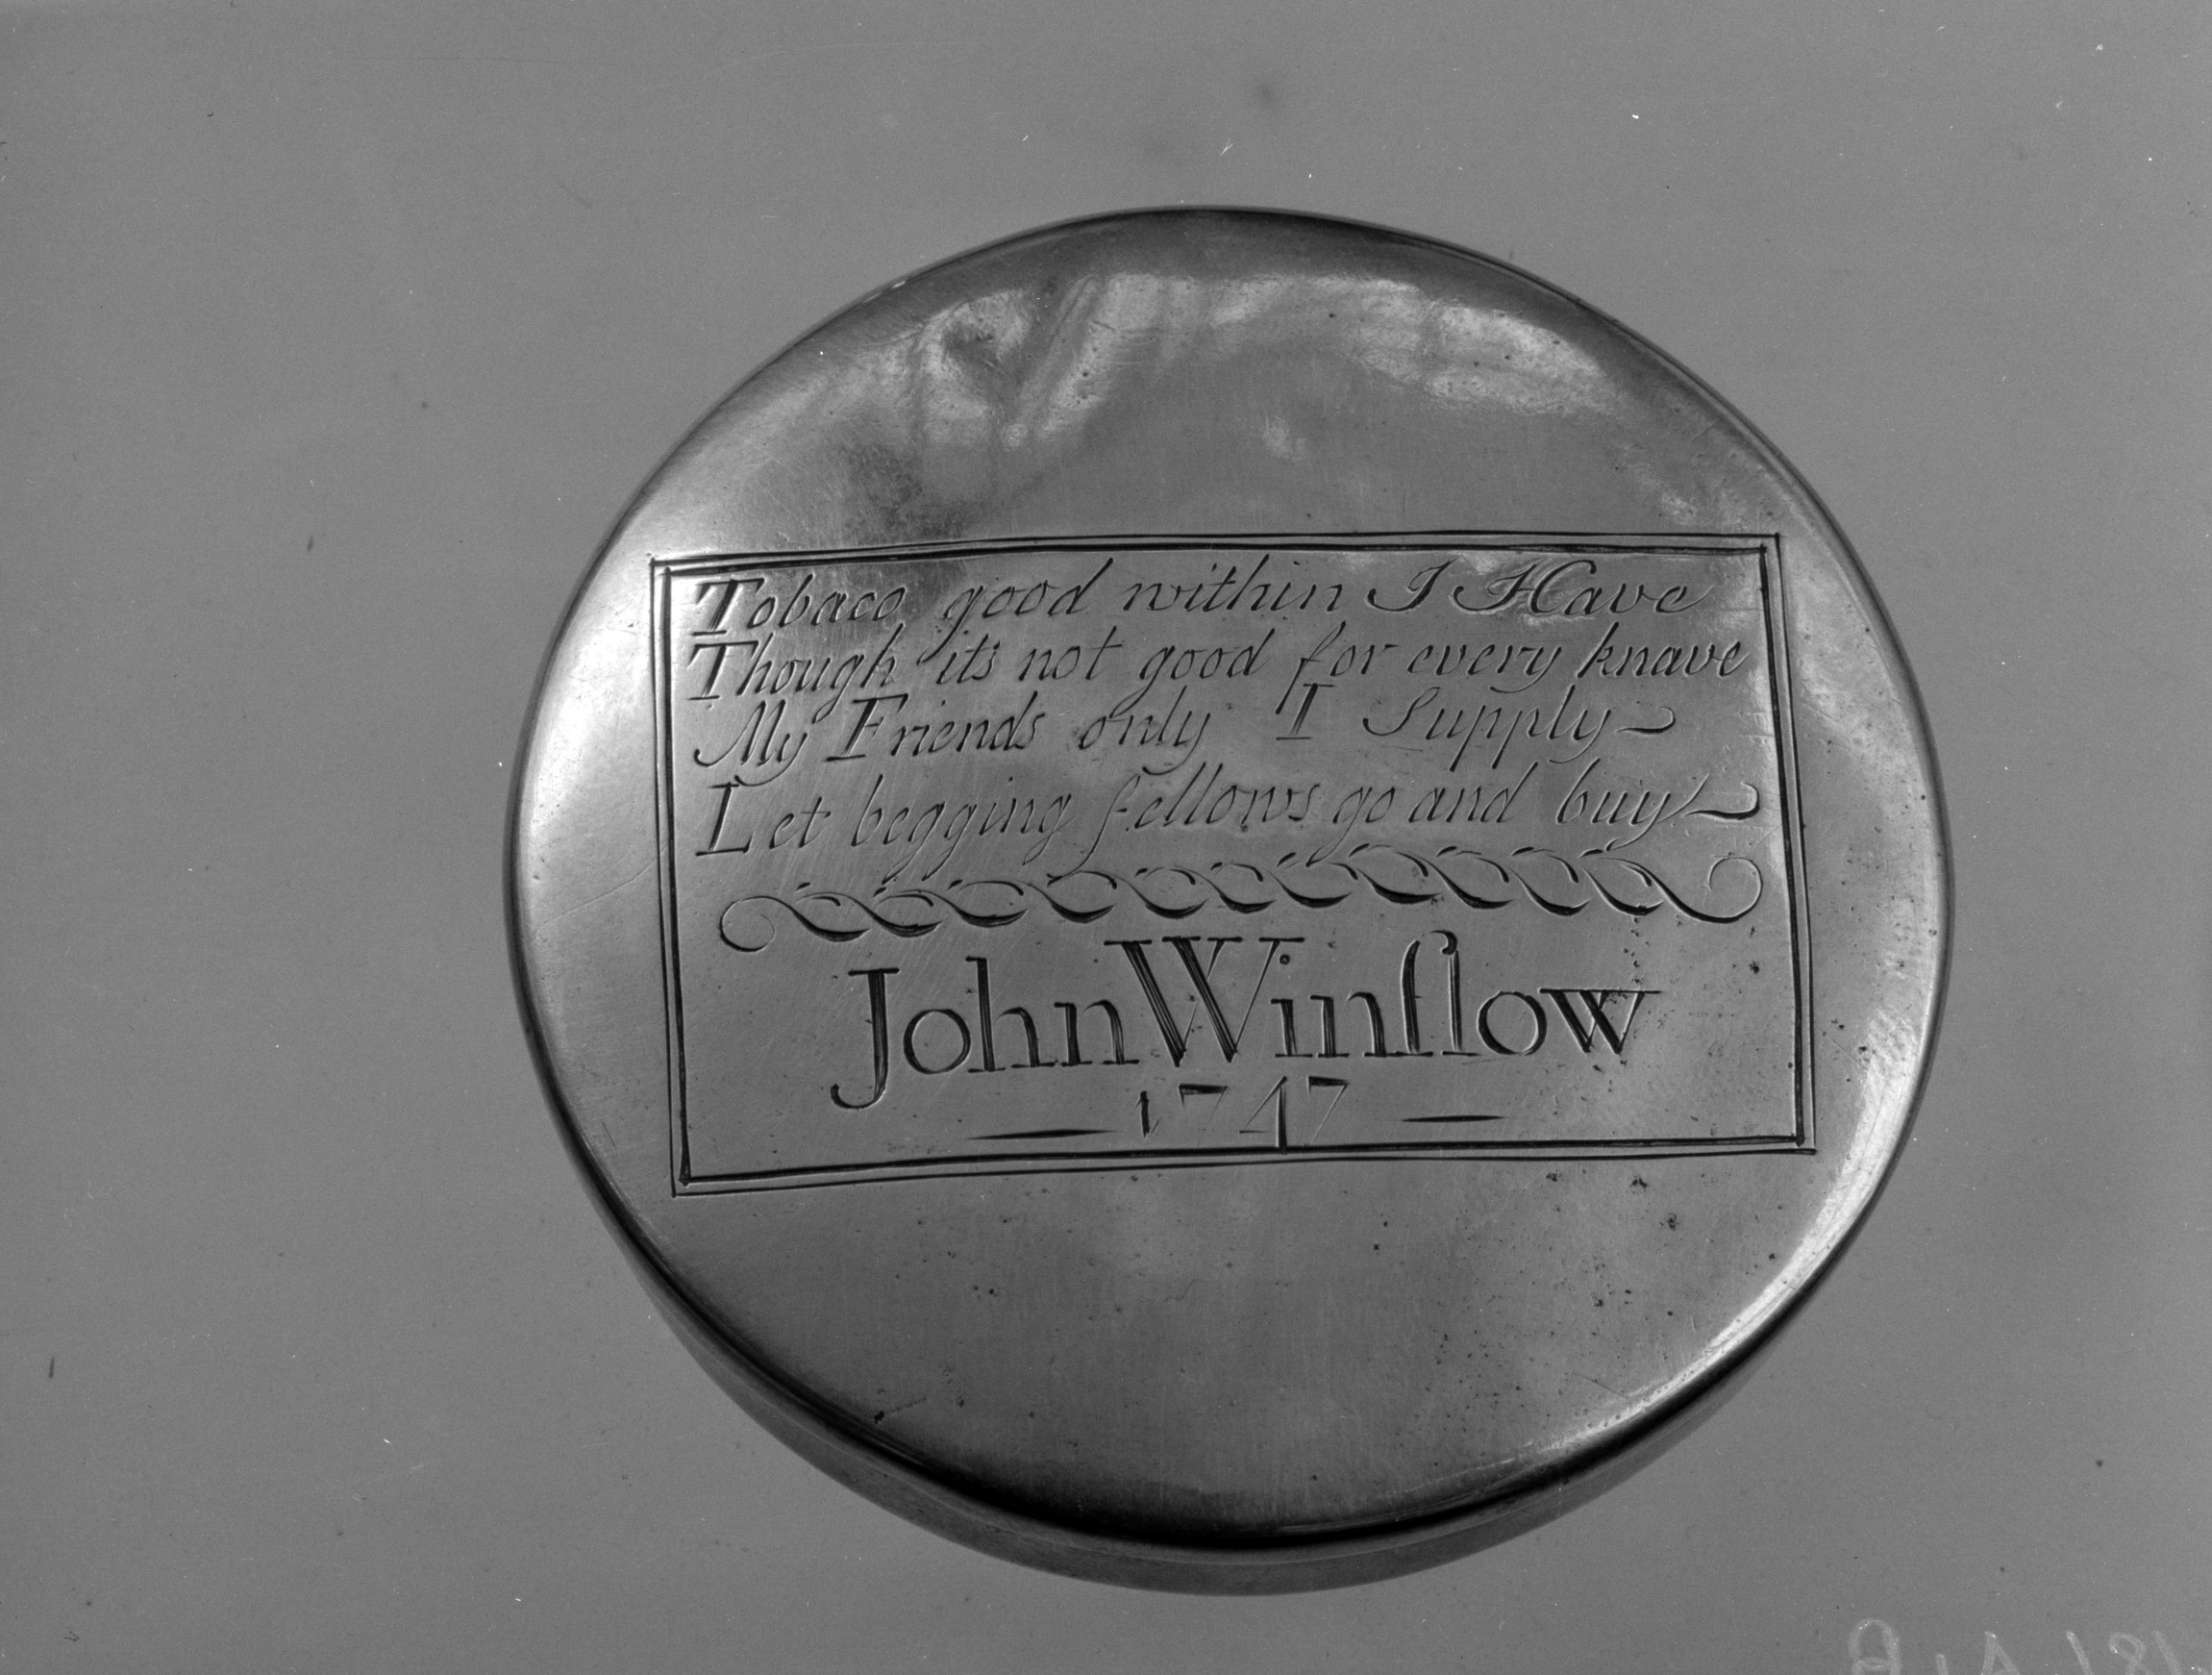 Tobaco good within I Have
Though its not good for every knave
My Friends only I Supply
Let begging fellows go and buy
John Winſlow
1747